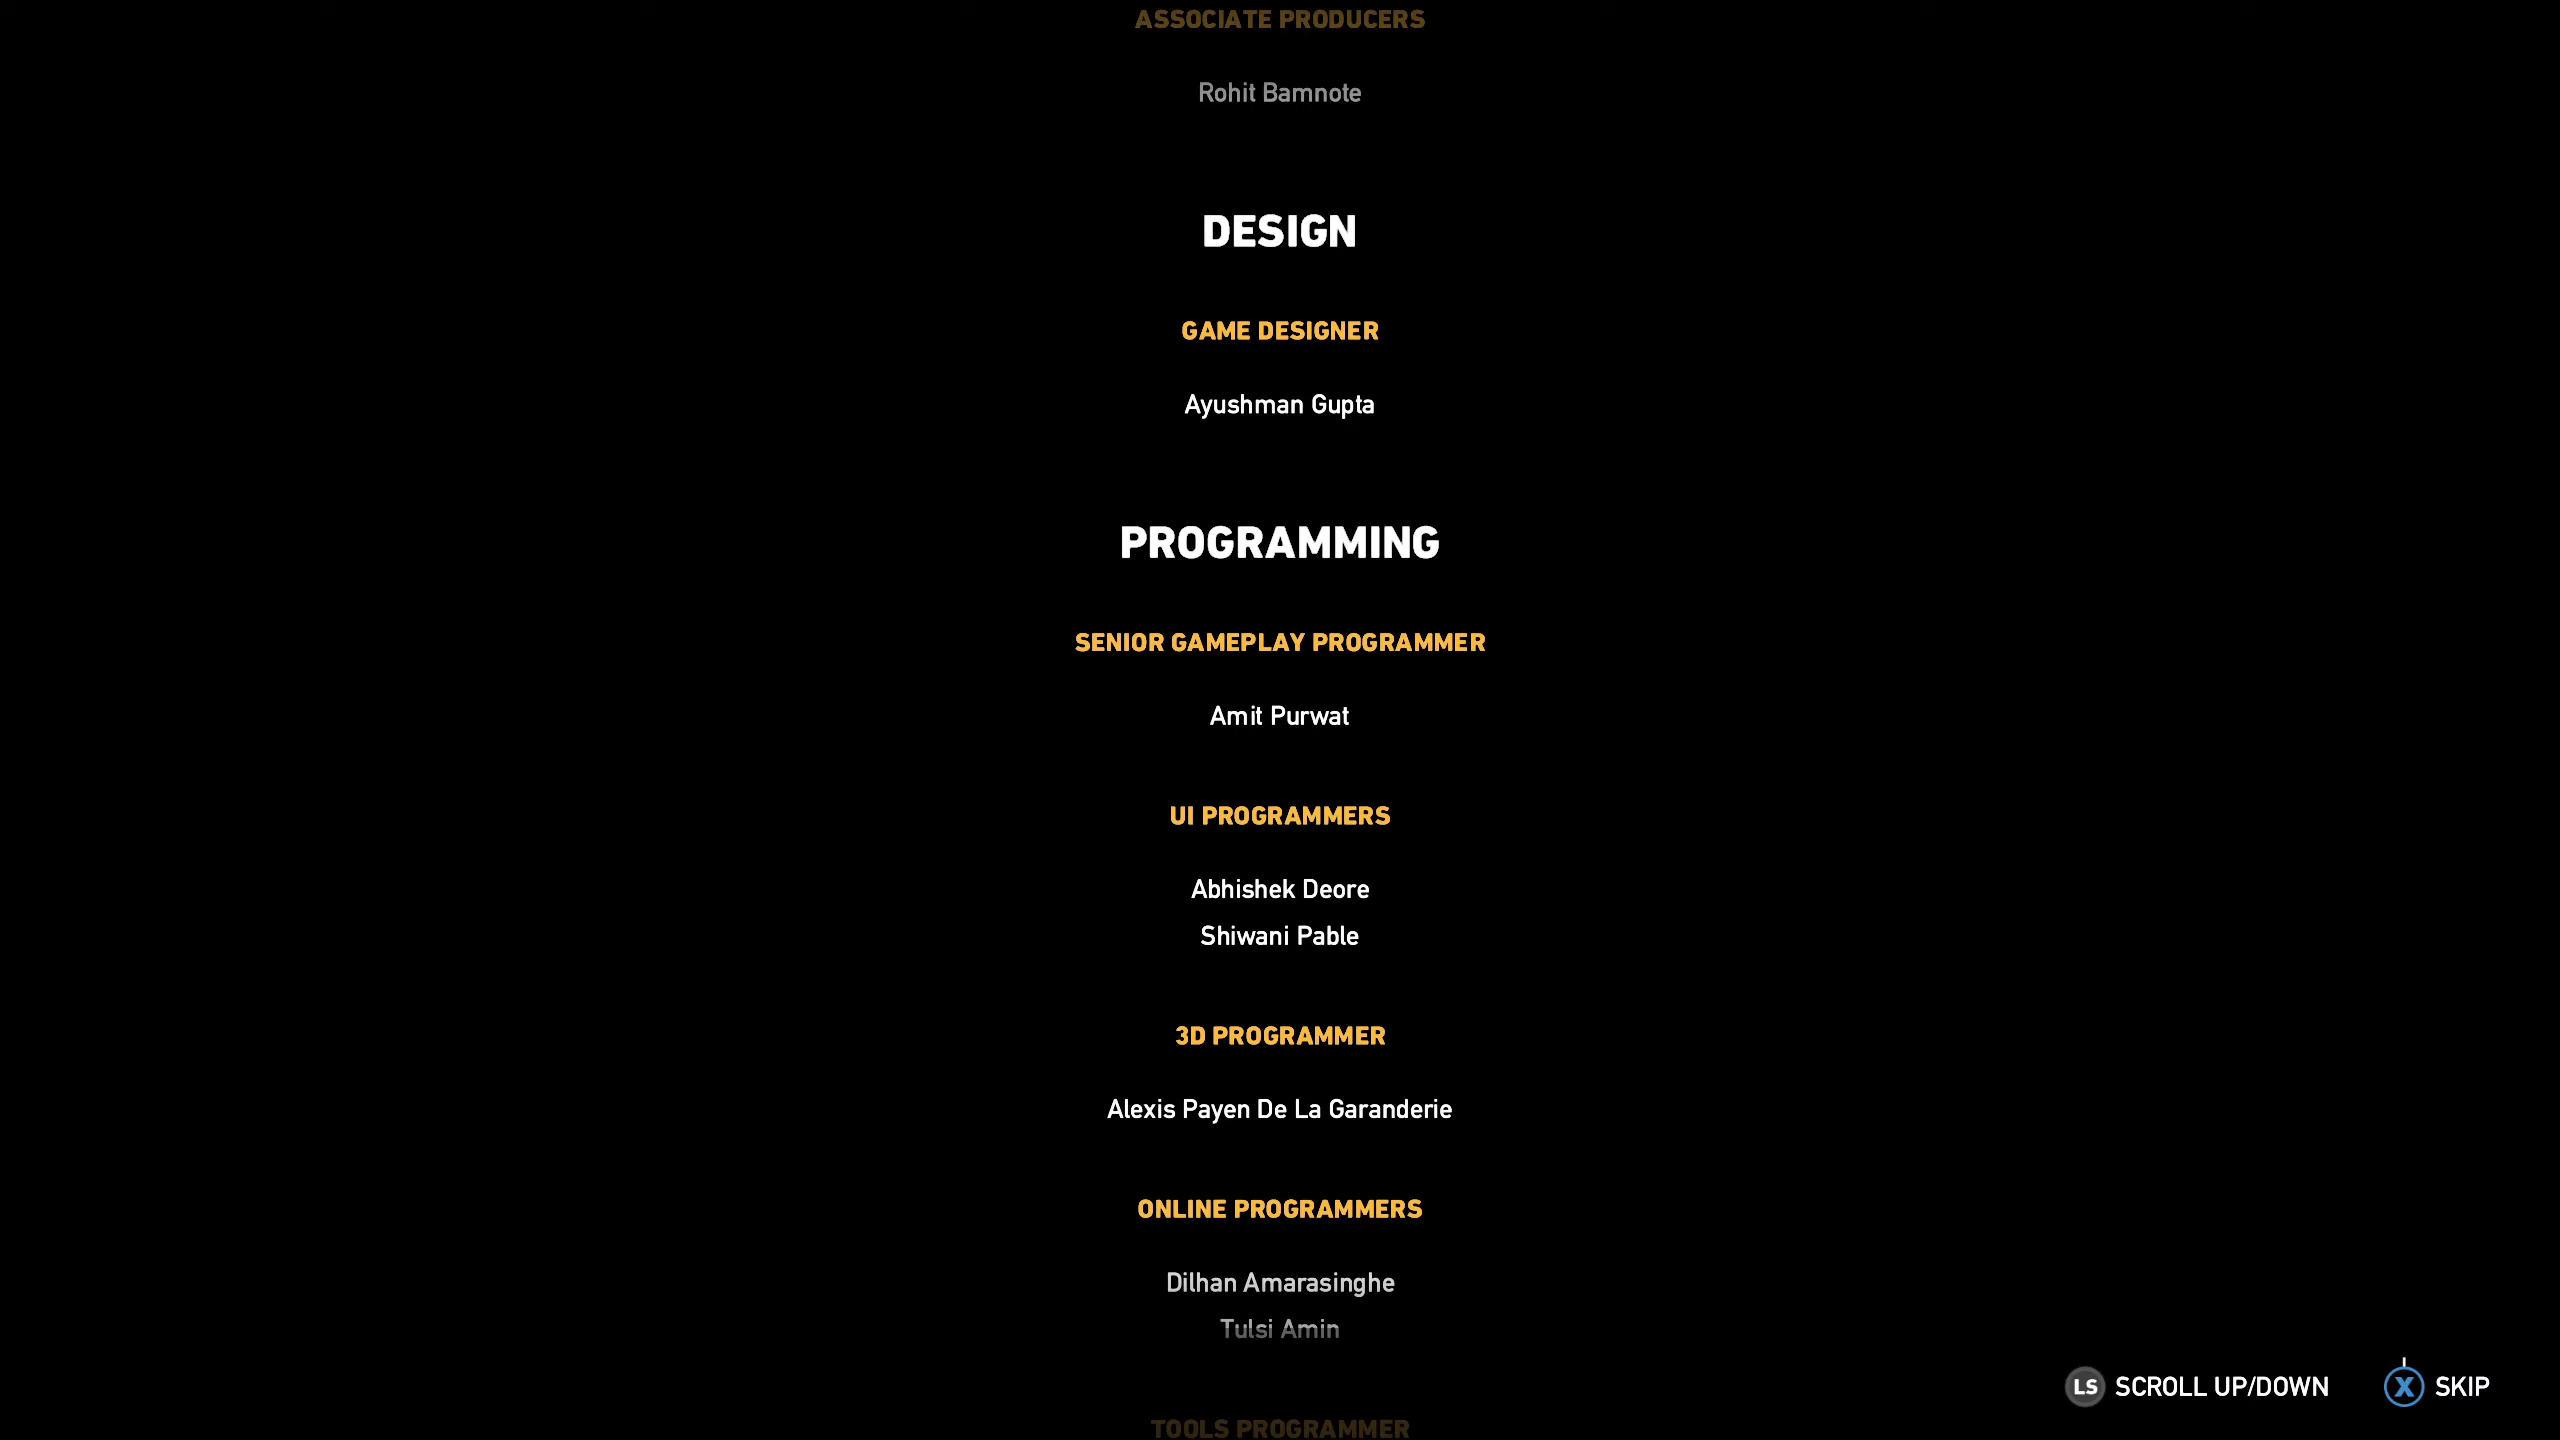 ASSOCIATE PRODUCERS
Rohit Bamnote
DESIGN
GAME DESIGNER
Ayushman Gupta
PROGRAMMING
SENIOR GAMEPLAY PROGRAMMER
Amit Purwat
UI PROGRAMMERS
Abhishek Deore
Shiwani Pable
3D PROGRAMMER
Alexis Payen De La Garanderie
ONLINE PROGRAMMERS
Dilhan Amarasinghe
Tulsi Amin
LS SCROLL UP/DOWN X SKIP
TOOLS PROGRAMMER